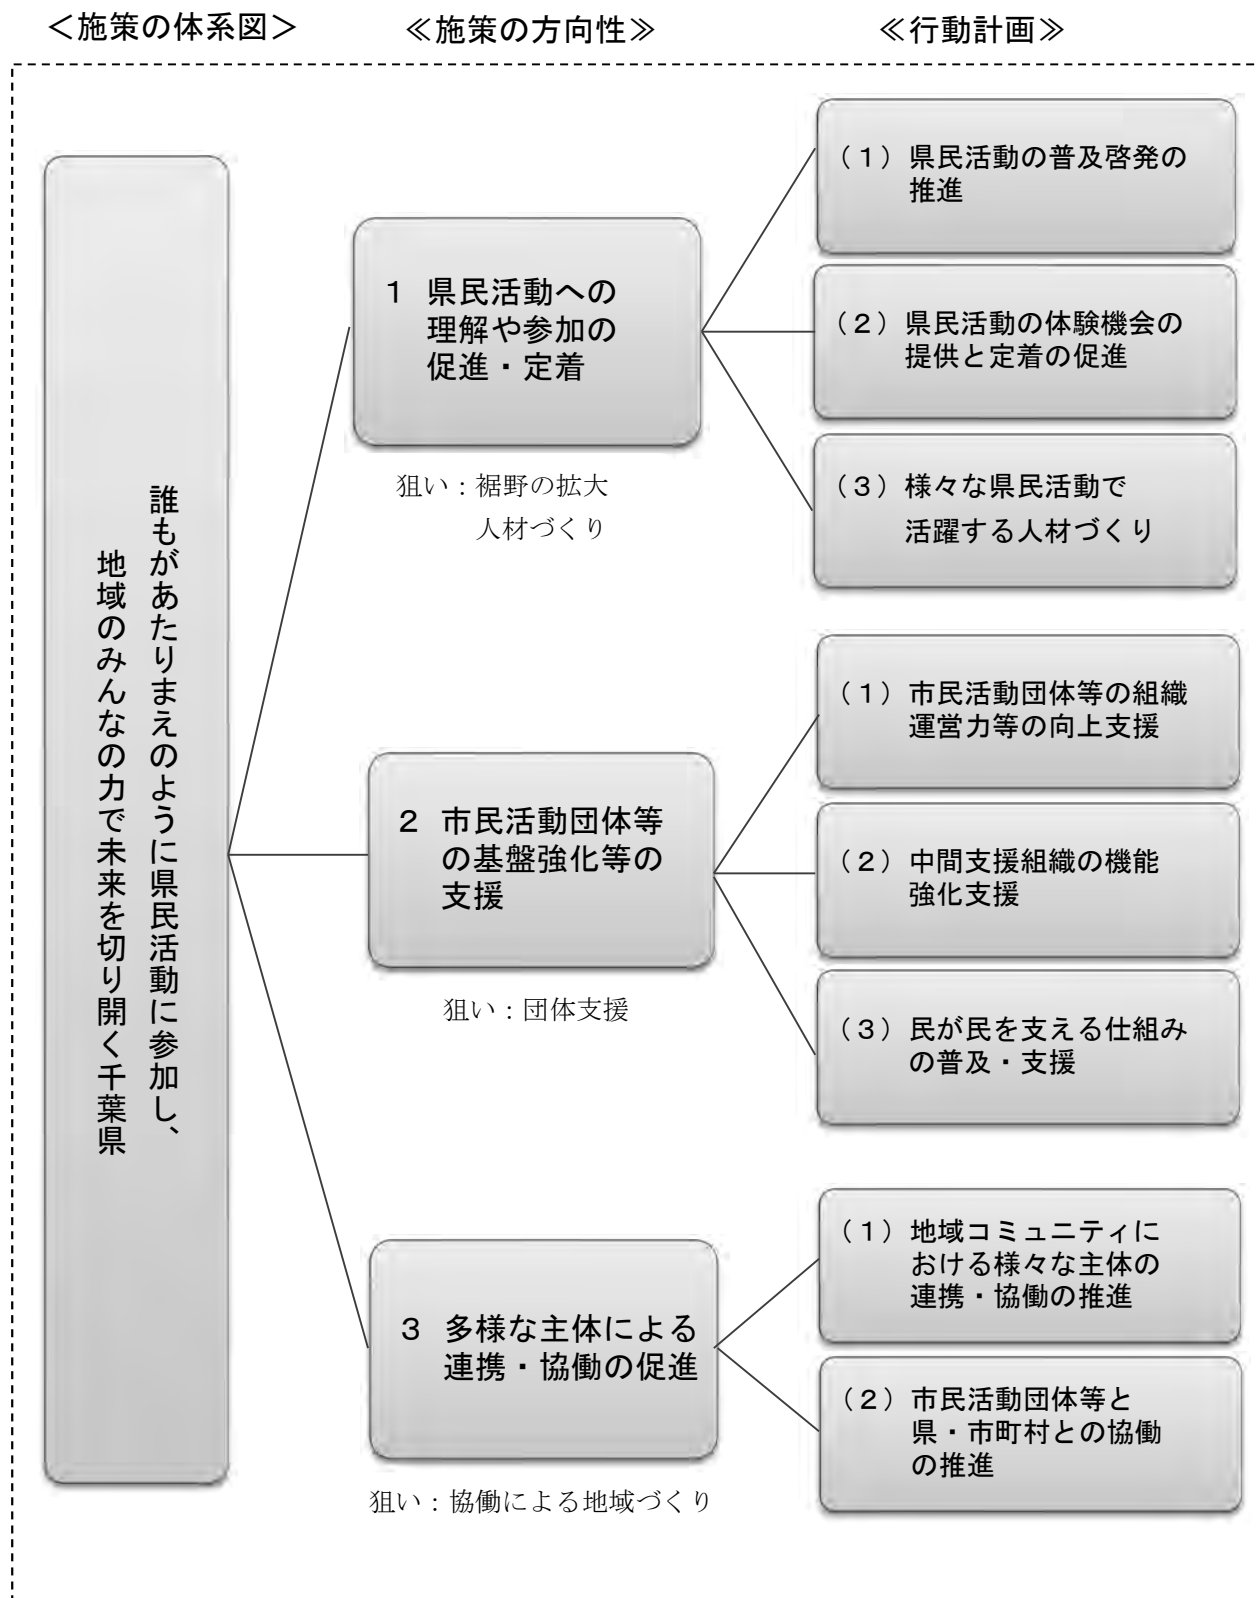 ＜施策の体系図＞
≪施策の方向性≫
≪行動計画≫
誰もがあたりまえのように県民活動に参加し、
地域のみんなの力で未来を切り開く千葉県
１ 県民活動への
理解や参加の
促進・定着
狙い：裾野の拡大
人材づくり
（１）県民活動の普及啓発の
推進
（２）県民活動の体験機会の
提供と定着の促進
（３）様々な県民活動で
活躍する人材づくり
２ 市民活動団体等
の基盤強化等の
支援
狙い：団体支援
（１）市民活動団体等の組織
運営力等の向上支援
（２）中間支援組織の機能
強化支援
（３）民が民を支える仕組み
の普及・支援
３ 多様な主体による
連携・協働の促進
狙い：協働による地域づくり
（１）地域コミュニティに
おける様々な主体の
連携・協働の推進
（２）市民活動団体等と
県・市町村との協働
の推進